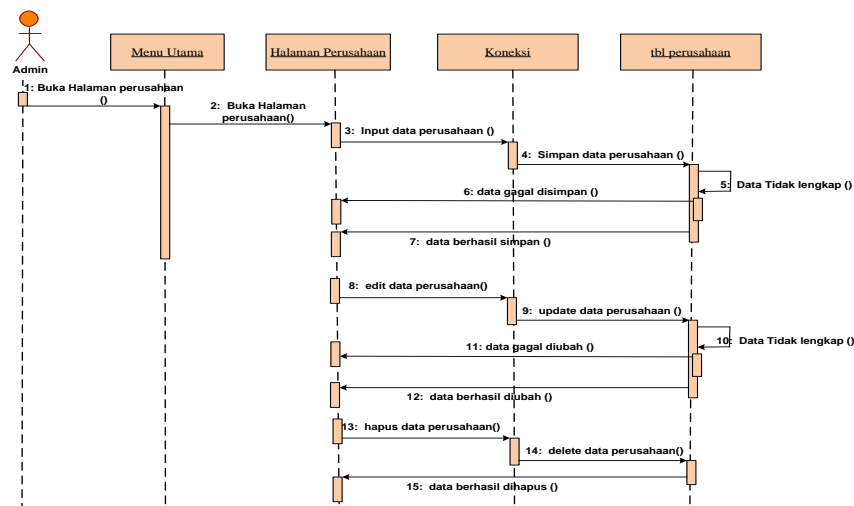 Admin
Menu Utama
Halaman Perusahaan
Koneksi
tbl perusahaan
1: Buka Halaman perusahaan
()
2: Buka Halaman
perusahaan()
3: Input data perusahaan ()
4: Simpan data perusahaan ()
5: Data Tidak lengkap ()
6: data gagal disimpan ()
7: data berhasil simpan ()
8: edit data perusahaan()
9: update data perusahaan ()
10: Data Tidak lengkap ()
11: data gagal diubah ()
12: data berhasil diubah ()
13: hapus data perusahaan()
14: delete data perusahaan()
15: data berhasil dihapus ()